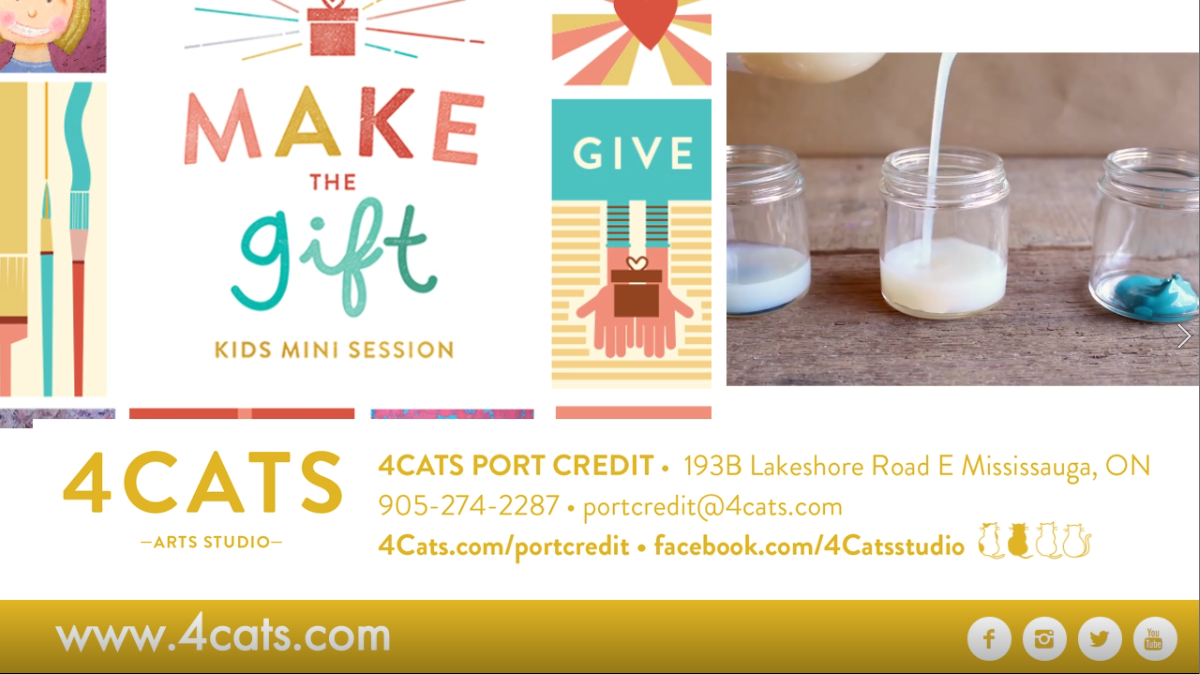 MAKE
THE
gift
KIDS MINI SESSION
GIVE
4CATS
—ARTS STUDIO—
4CATS PORT CREDIT • 193B Lakeshore Road E Mississauga, ON
905-274-2287 • portcredit@4cats.com
4Cats.com/portcredit • facebook.com/4Catsstudio
www.4cats.com
You Tube